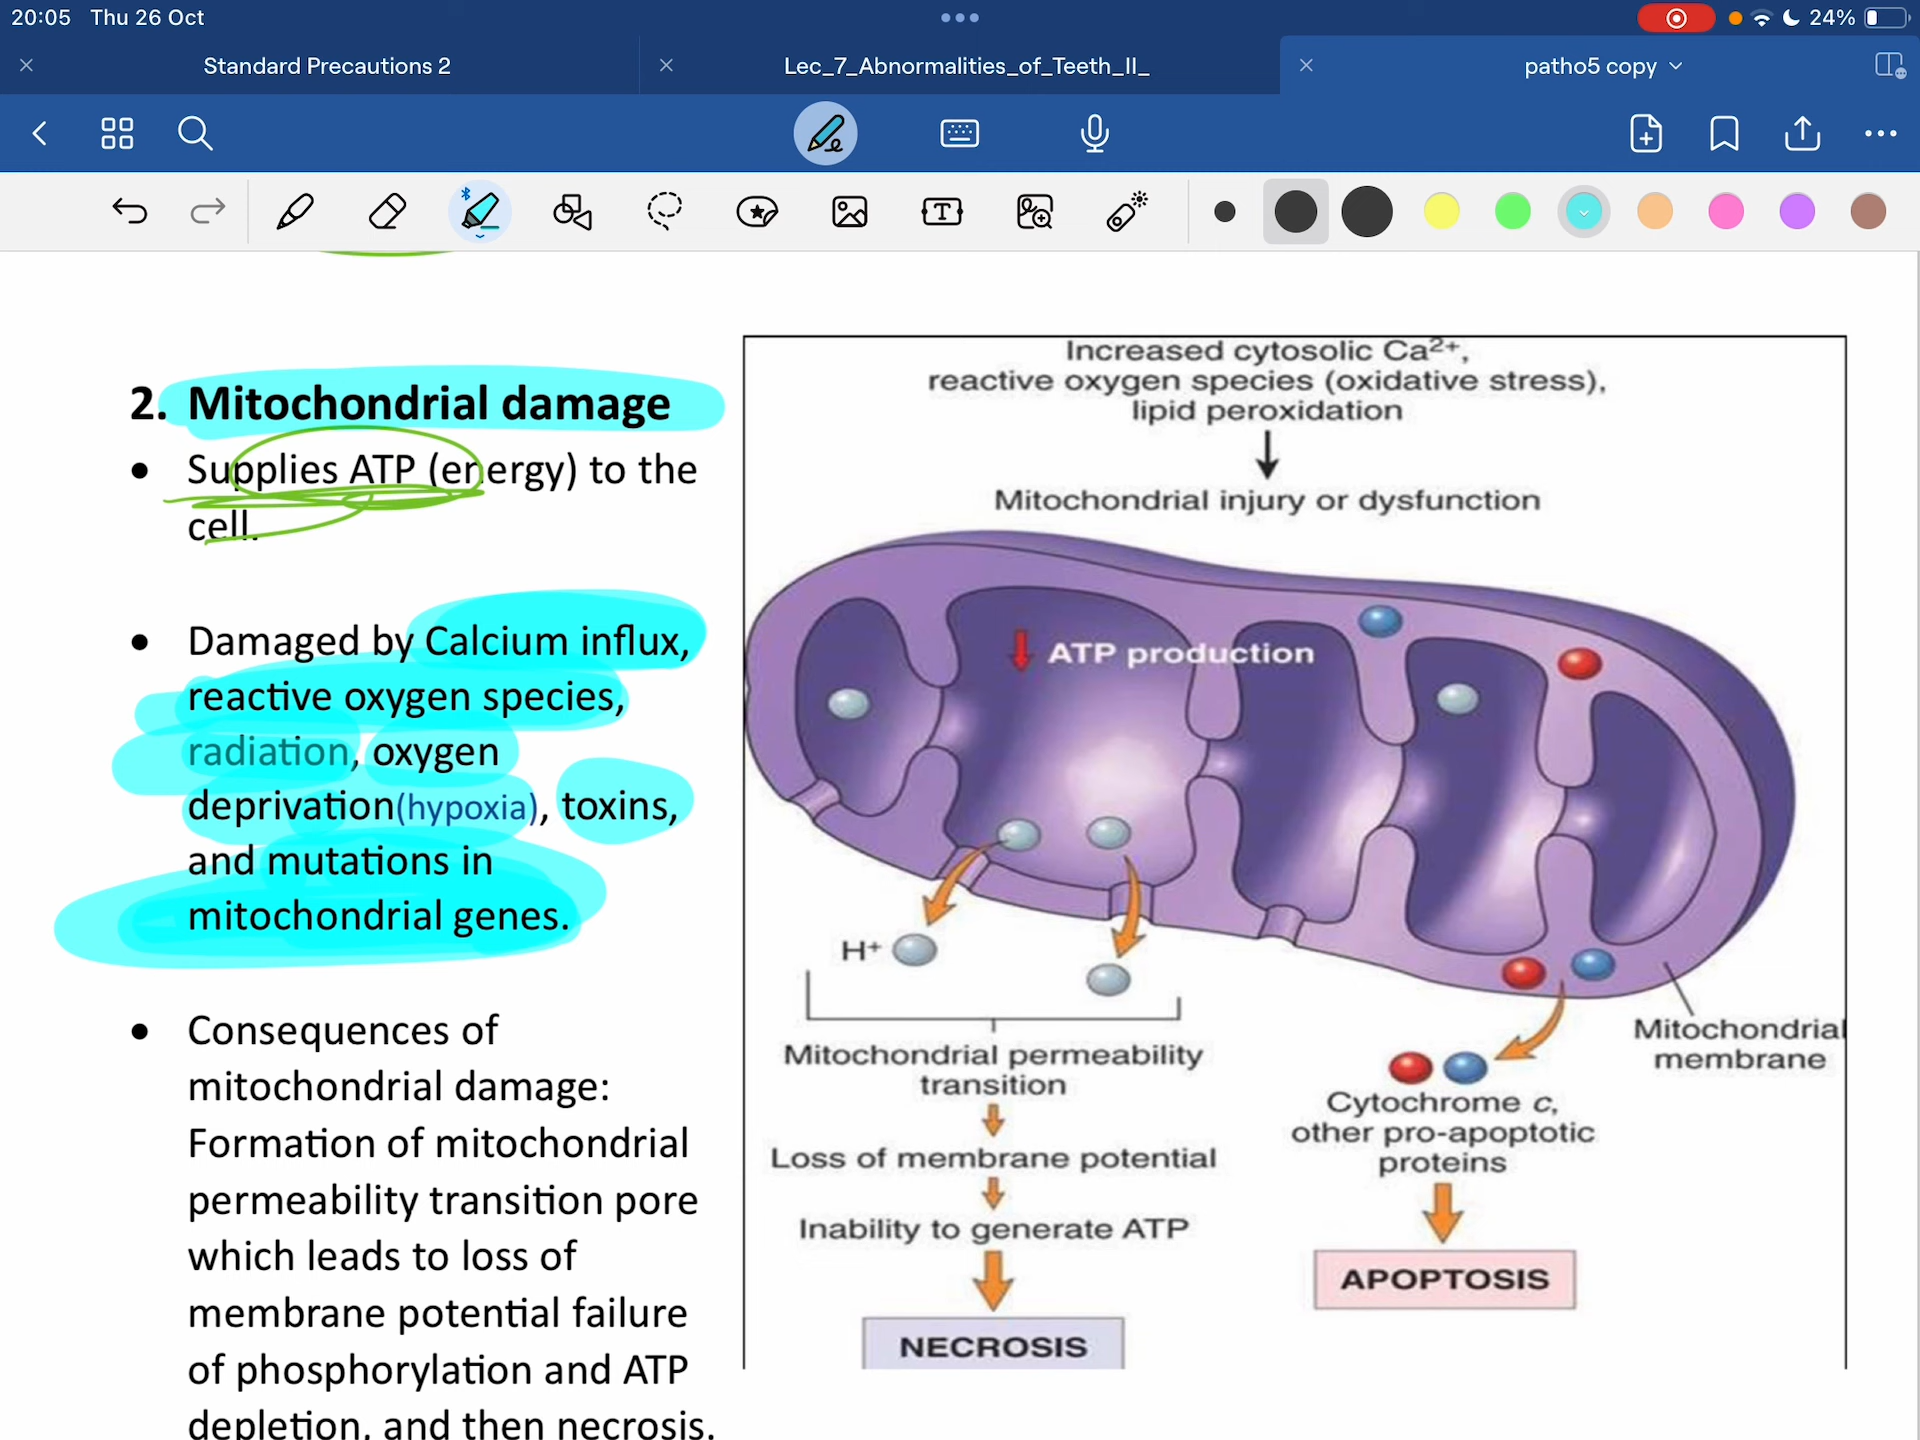 20:05 Thu 26 Oct
24%
Standard Precautions 2
Lec_7_Abnormalities_of_Teeth_II_
patho5 copy
2. Mitochondrial damage
• Supplies ATP (energy) to the
cell.
• Damaged by Calcium influx,
reactive oxygen species,
radiation, oxygen
deprivation(hypoxia), toxins,
and mutations in
mitochondrial genes.
• Consequences of
mitochondrial damage:
Formation of mitochondrial
permeability transition pore
which leads to loss of
membrane potential failure
of phosphorylation and ATP
depletion, and then necrosis.
Increased cytosolic Ca²⁺,
reactive oxygen species (oxidative stress),
lipid peroxidation
Mitochondrial injury or dysfunction
ATP production
H⁺
Mitochondrial permeability
transition
Loss of membrane potential
Inability to generate ATP
NECROSIS
Mitochondrial
membrane
Cytochrome c,
other pro-apoptotic
proteins
APOPTOSIS